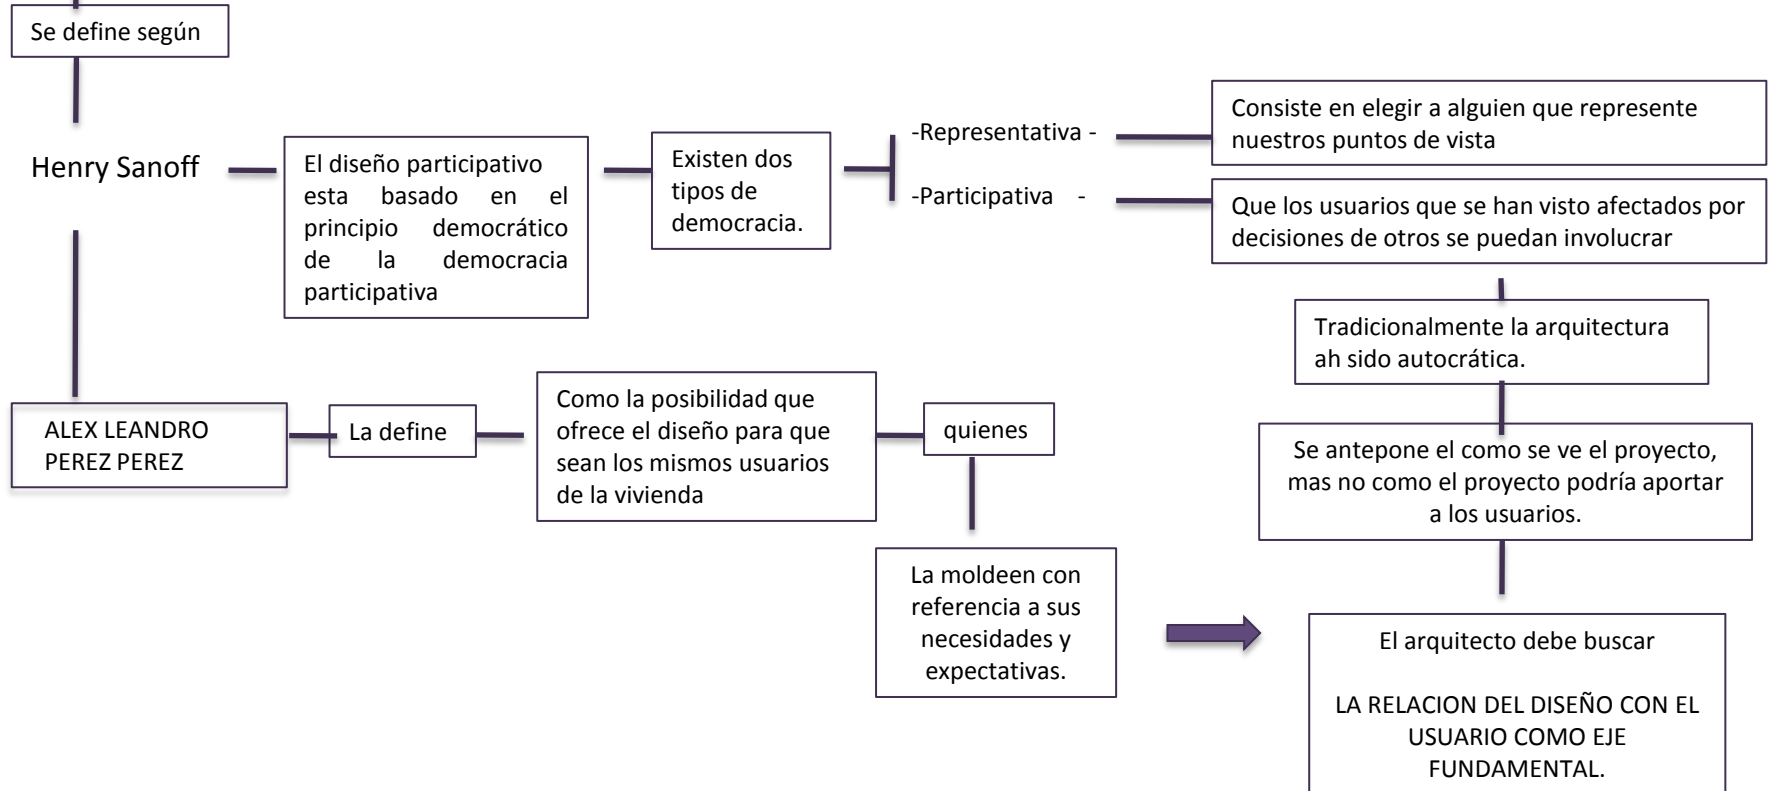 Se define según
Henry Sanoff
El diseño participativo
esta basado en el
principio democrático
de la democracia
participativa
Existen dos
tipos de
democracia.
-Representativa -
-Participativa -
Consiste en elegir a alguien que represente
nuestros puntos de vista
Que los usuarios que se han visto afectados por
decisiones de otros se puedan involucrar
Tradicionalmente la arquitectura
ah sido autocrática.
Se antepone el como se ve el proyecto,
mas no como el proyecto podría aportar
a los usuarios.
ALEX LEANDRO
PEREZ PEREZ
La define
Como la posibilidad que
ofrece el diseño para que
sean los mismos usuarios
de la vivienda
quienes
La moldeen con
referencia a sus
necesidades y
expectativas.
El arquitecto debe buscar
LA RELACION DEL DISEÑO CON EL
USUARIO COMO EJE
FUNDAMENTAL.